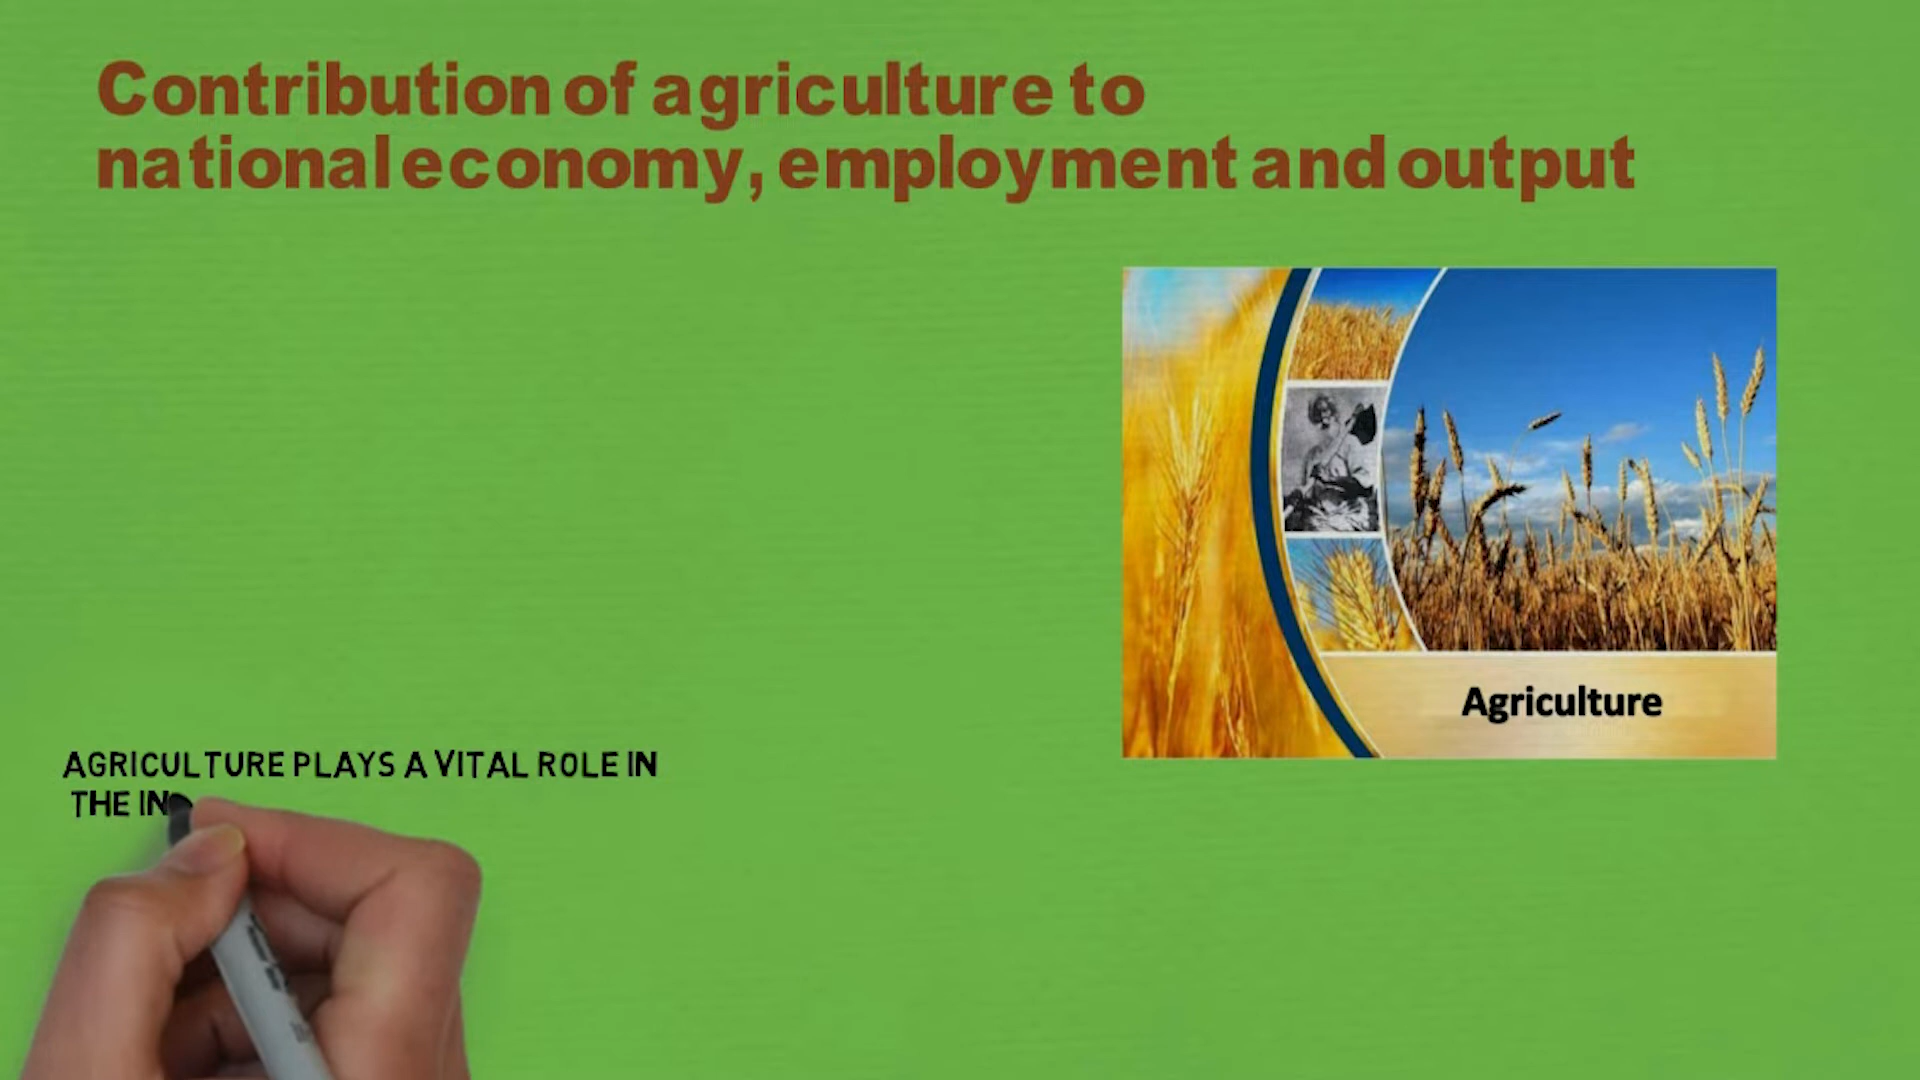 Contribution of agriculture to
national economy, employment and output
Agriculture
AGRICULTURE PLAYS A VITAL ROLE IN
THE IN